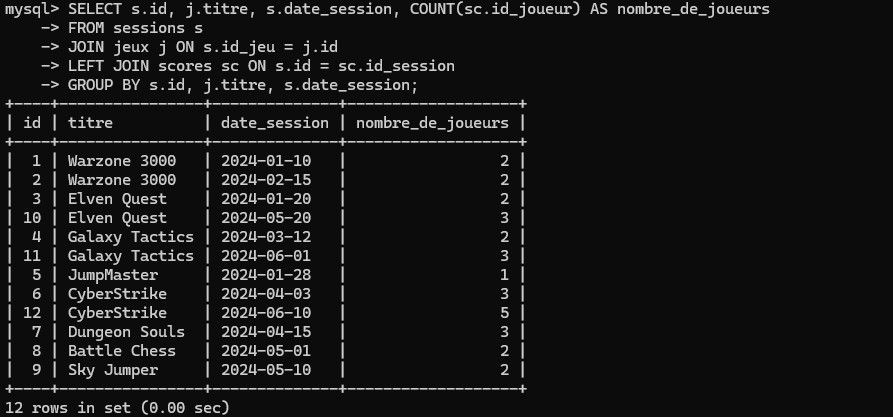 mysql> SELECT s.id, j.titre, s.date_session, COUNT(sc.id_joueur) AS nombre_de_joueurs
    -> FROM sessions s
    -> JOIN jeux j ON s.id_jeu = j.id
    -> LEFT JOIN scores sc ON s.id = sc.id_session
    -> GROUP BY s.id, j.titre, s.date_session;
+----+----------------+--------------+-------------------+
| id | titre          | date_session | nombre_de_joueurs |
+----+----------------+--------------+-------------------+
|  1 | Warzone 3000   | 2024-01-10   |                 2 |
|  2 | Warzone 3000   | 2024-02-15   |                 2 |
|  3 | Elven Quest    | 2024-01-20   |                 2 |
| 10 | Elven Quest    | 2024-05-20   |                 3 |
|  4 | Galaxy Tactics | 2024-03-12   |                 2 |
| 11 | Galaxy Tactics | 2024-06-01   |                 3 |
|  5 | JumpMaster     | 2024-01-28   |                 1 |
|  6 | CyberStrike    | 2024-04-03   |                 3 |
| 12 | CyberStrike    | 2024-06-10   |                 5 |
|  7 | Dungeon Souls  | 2024-04-15   |                 3 |
|  8 | Battle Chess   | 2024-05-01   |                 2 |
|  9 | Sky Jumper     | 2024-05-10   |                 2 |
+----+----------------+--------------+-------------------+
12 rows in set (0.00 sec)